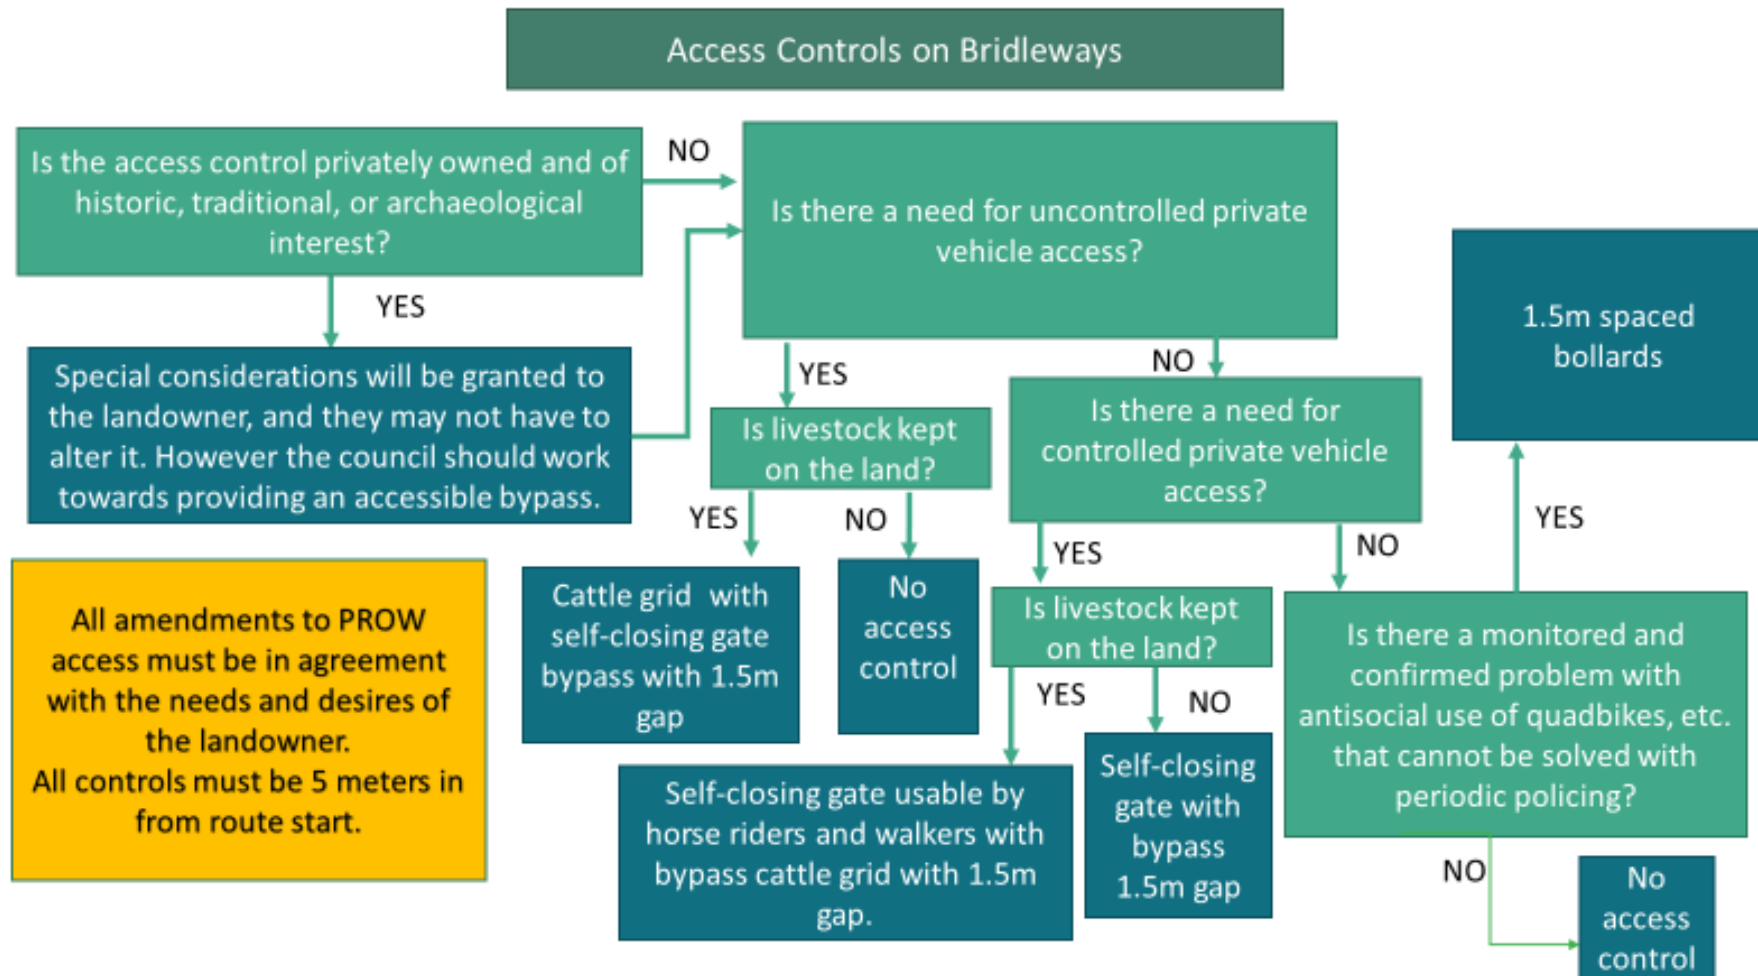 Access Controls on Bridleways
Is the access control privately owned and of
historic, traditional, or archaeological
interest?
NO
YES
Special considerations will be granted to
the landowner, and they may not have to
alter it. However the council should work
towards providing an accessible bypass.
Is there a need for uncontrolled private
vehicle access?
YES
NO
Is livestock kept
on the land?
YES
NO
Cattle grid with
self-closing gate
bypass with 1.5m
gap
No
access
control
Is there a need for
controlled private vehicle
access?
YES
NO
Is livestock kept
on the land?
YES
NO
Self-closing gate usable by
horse riders and walkers with
bypass cattle grid with 1.5m
gap.
Self-closing
gate with
bypass
1.5m gap
Is there a monitored and
confirmed problem with
antisocial use of quadbikes, etc.
that cannot be solved with
periodic policing?
YES
NO
1.5m spaced
bollards
No
access
control
All amendments to PROW
access must be in agreement
with the needs and desires of
the landowner.
All controls must be 5 meters in
from route start.